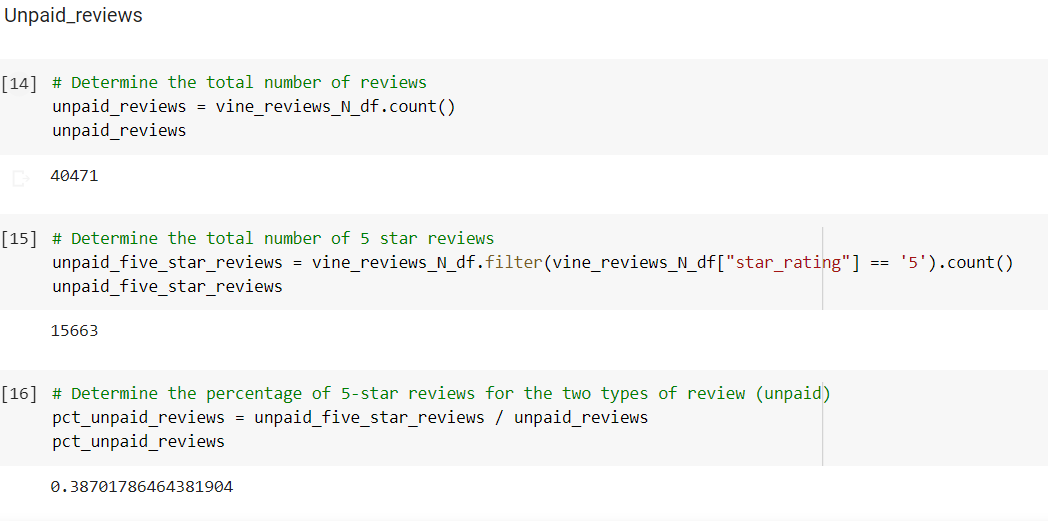 Unpaid_reviews
[14] # Determine the total number of reviews
unpaid_reviews = vine_reviews_N_df.count()
unpaid_reviews
40471
[15] # Determine the total number of 5 star reviews
unpaid_five_star_reviews = vine_reviews_N_df.filter(vine_reviews_N_df["star_rating"] == '5').count()
unpaid_five_star_reviews
15663
[16] # Determine the percentage of 5-star reviews for the two types of review (unpaid)
pct_unpaid_reviews = unpaid_five_star_reviews / unpaid_reviews
pct_unpaid_reviews
0.38701786464381904